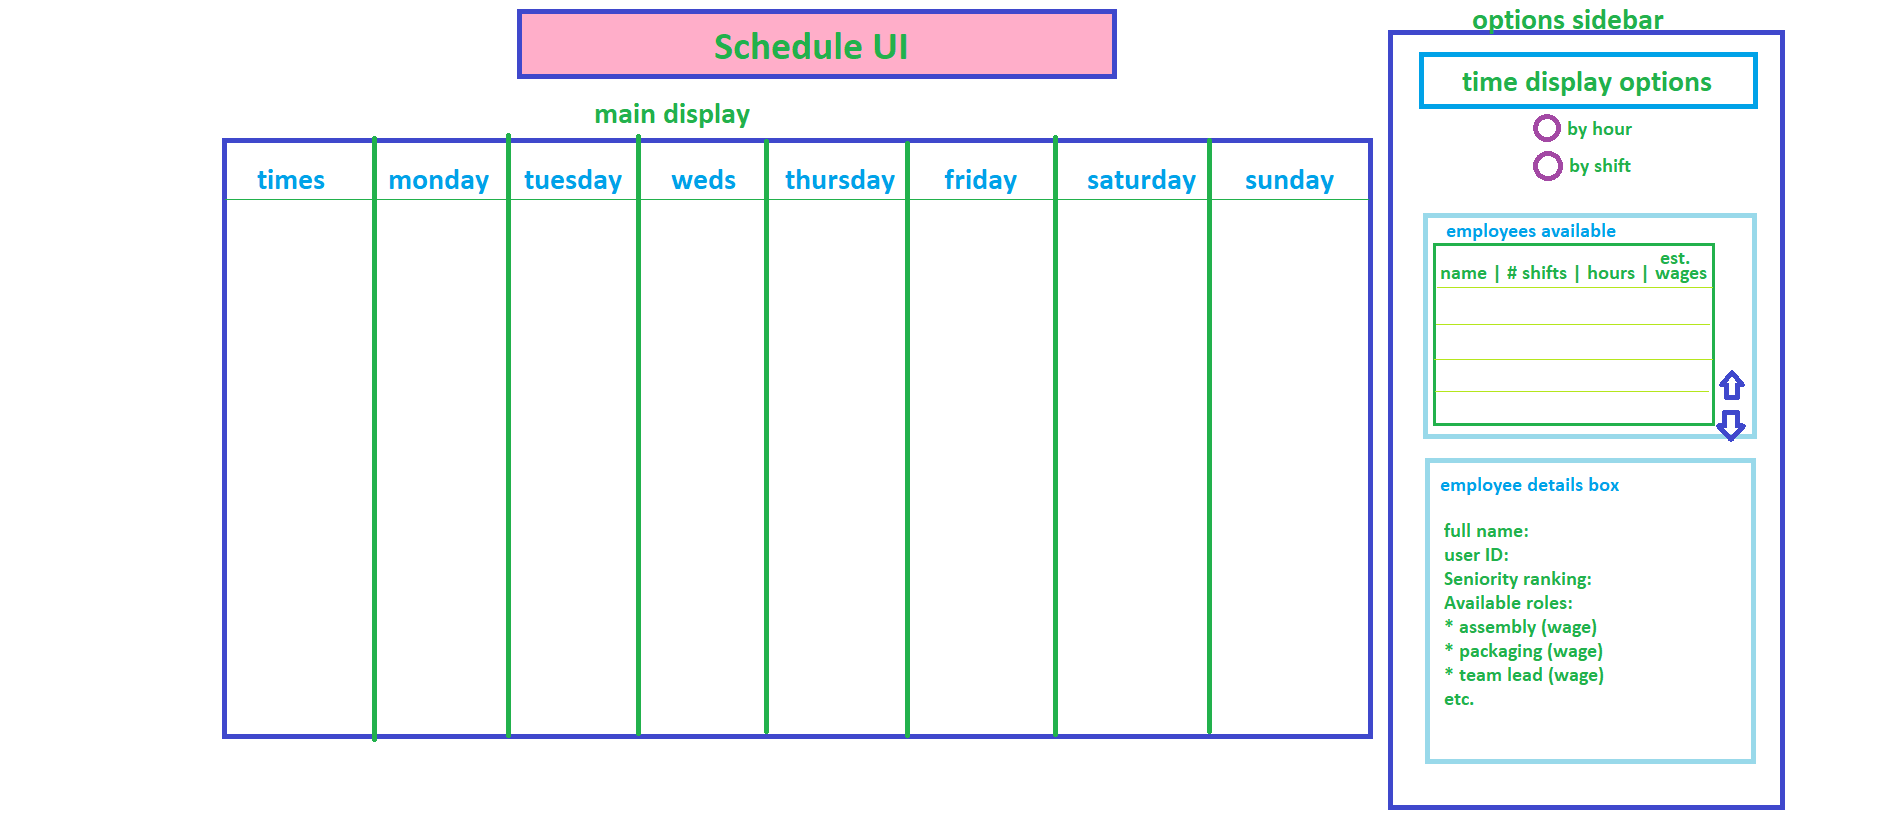 Schedule UI
main display
times monday tuesday weds thursday friday saturday sunday
options sidebar
time display options
by hour
by shift
employees available
est.
name | # shifts | hours | wages
employee details box
full name:
user ID:
Seniority ranking:
Available roles:
* assembly (wage)
* packaging (wage)
* team lead (wage)
etc.